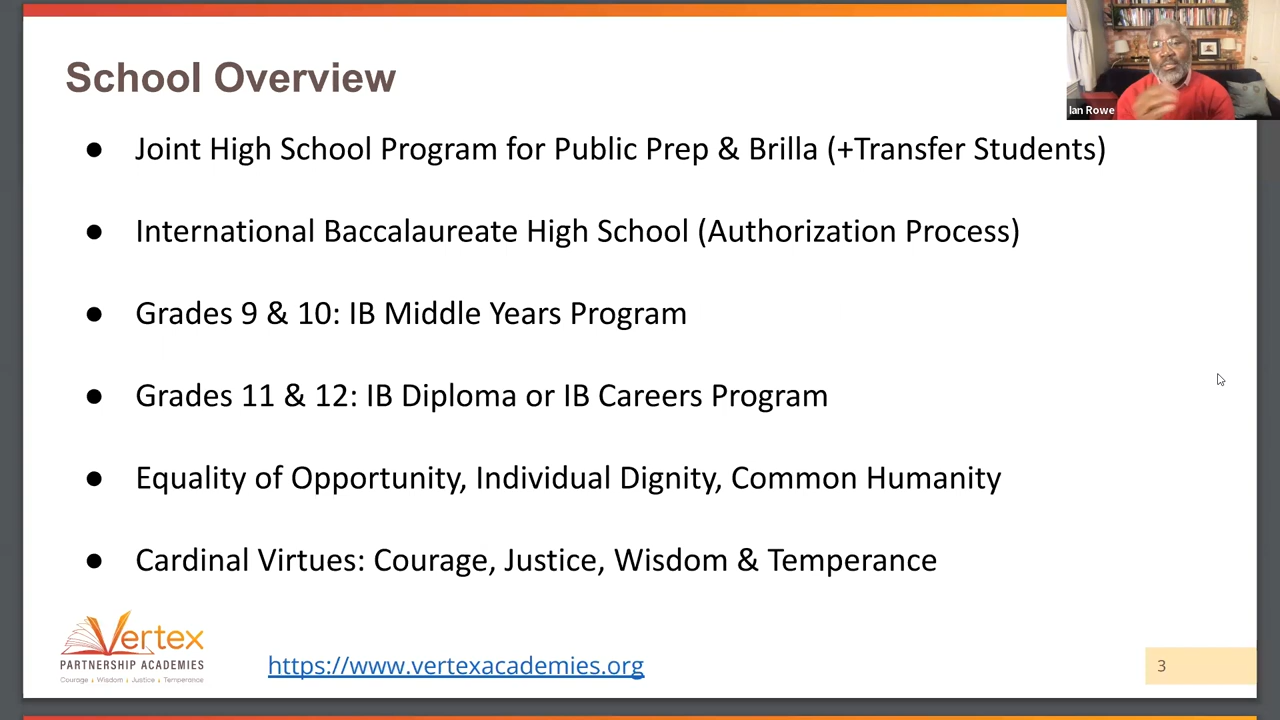 School Overview
Ian Rowe
● Joint High School Program for Public Prep & Brilla (+Transfer Students)
● International Baccalaureate High School (Authorization Process)
● Grades 9 & 10: IB Middle Years Program
● Grades 11 & 12: IB Diploma or IB Careers Program
● Equality of Opportunity, Individual Dignity, Common Humanity
● Cardinal Virtues: Courage, Justice, Wisdom & Temperance
Vertex
PARTNERSHIP ACADEMIES
Courage • Wisdom • Justice • Temperance
https://www.vertexacademies.org
3